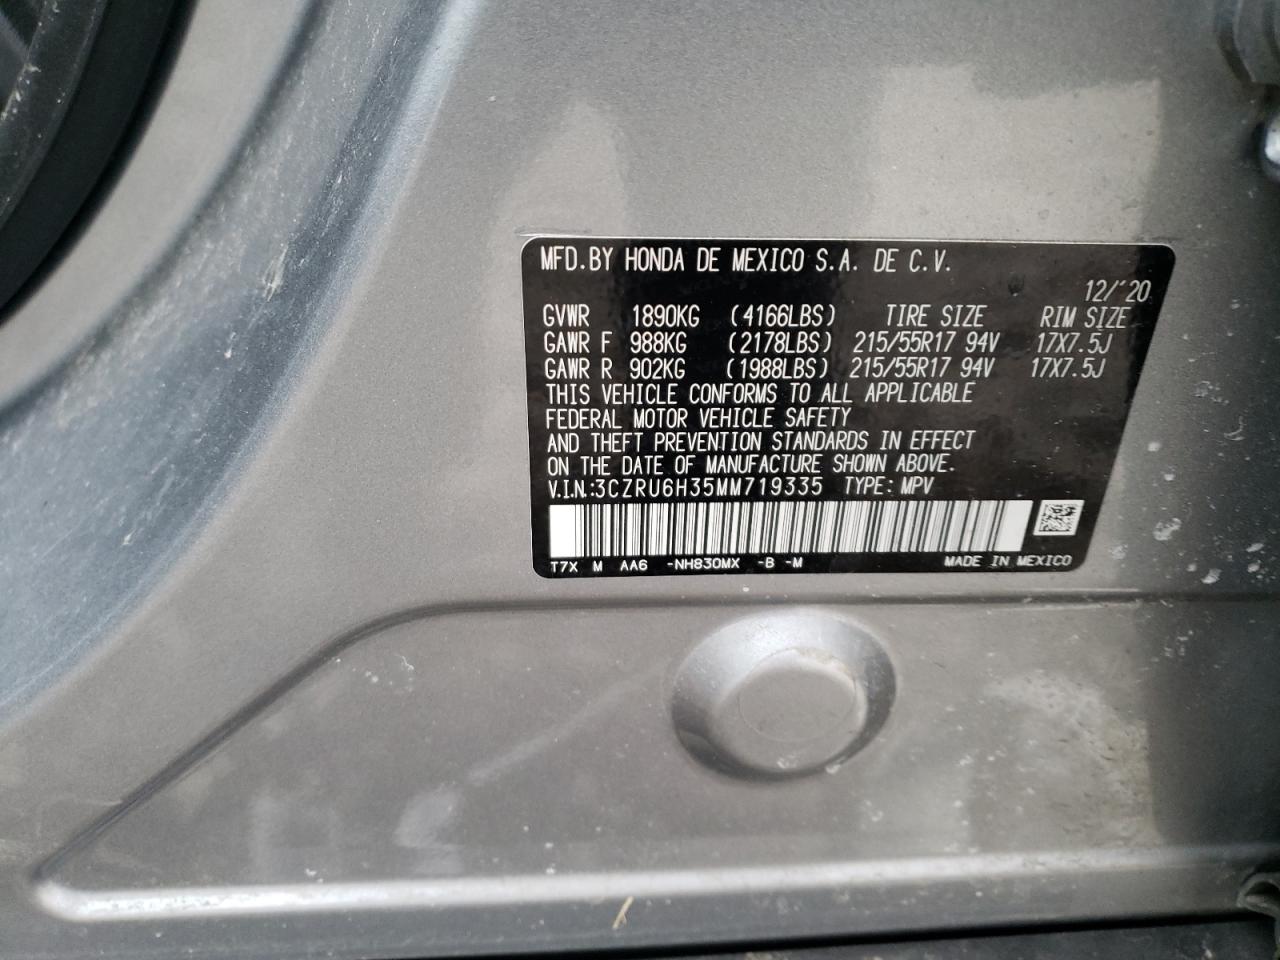 MFD.BY HONDA DE MEXICO S.A. DE C.V.
12/'20
GVWR 1890KG (4166LBS) TIRE SIZE RIM SIZE
GAWR F 988KG (2178LBS) 215/55R17 94V 17X7.5J
GAWR R 902KG (1988LBS) 215/55R17 94V 17X7.5J
THIS VEHICLE CONFORMS TO ALL APPLICABLE
FEDERAL MOTOR VEHICLE SAFETY
AND THEFT PREVENTION STANDARDS IN EFFECT
ON THE DATE OF MANUFACTURE SHOWN ABOVE.
V.I.N.:3CZRU6H35MM719335 TYPE: MPV
T7X M AA6 -NH830MX -B -M MADE IN MEXICO